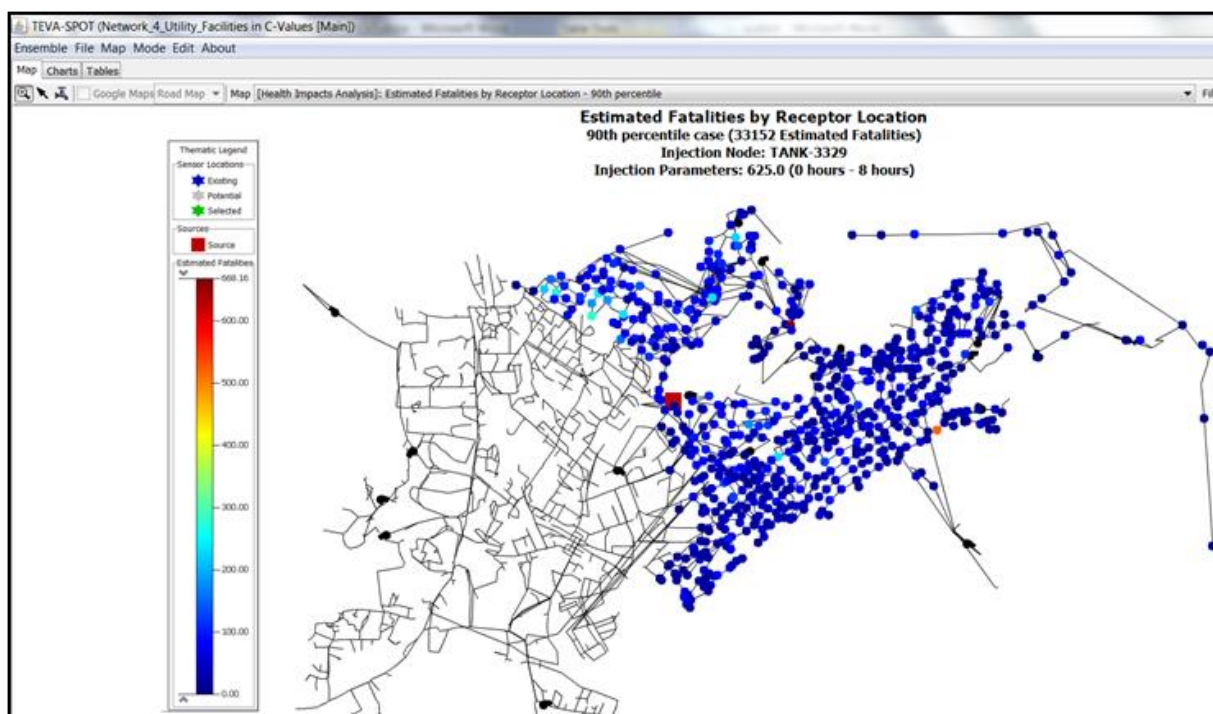 TEVA-SPOT (Network_4_Utility_Facilities in C-Values [Main])
Ensemble File Map Mode Edit About
Map Charts Tables
Google Maps Road Map Map [Health Impacts Analysis]: Estimated Fatalities by Receptor Location - 90th percentile Fil
Estimated Fatalities by Receptor Location
90th percentile case (33152 Estimated Fatalities)
Injection Node: TANK-3329
Injection Parameters: 625.0 (0 hours - 8 hours)
Thematic Legend
Sensor Locations
Existing
Potential
Selected
Sources
Source
Estimated Fatalities
668.16
600.00
500.00
400.00
300.00
200.00
100.00
0.00